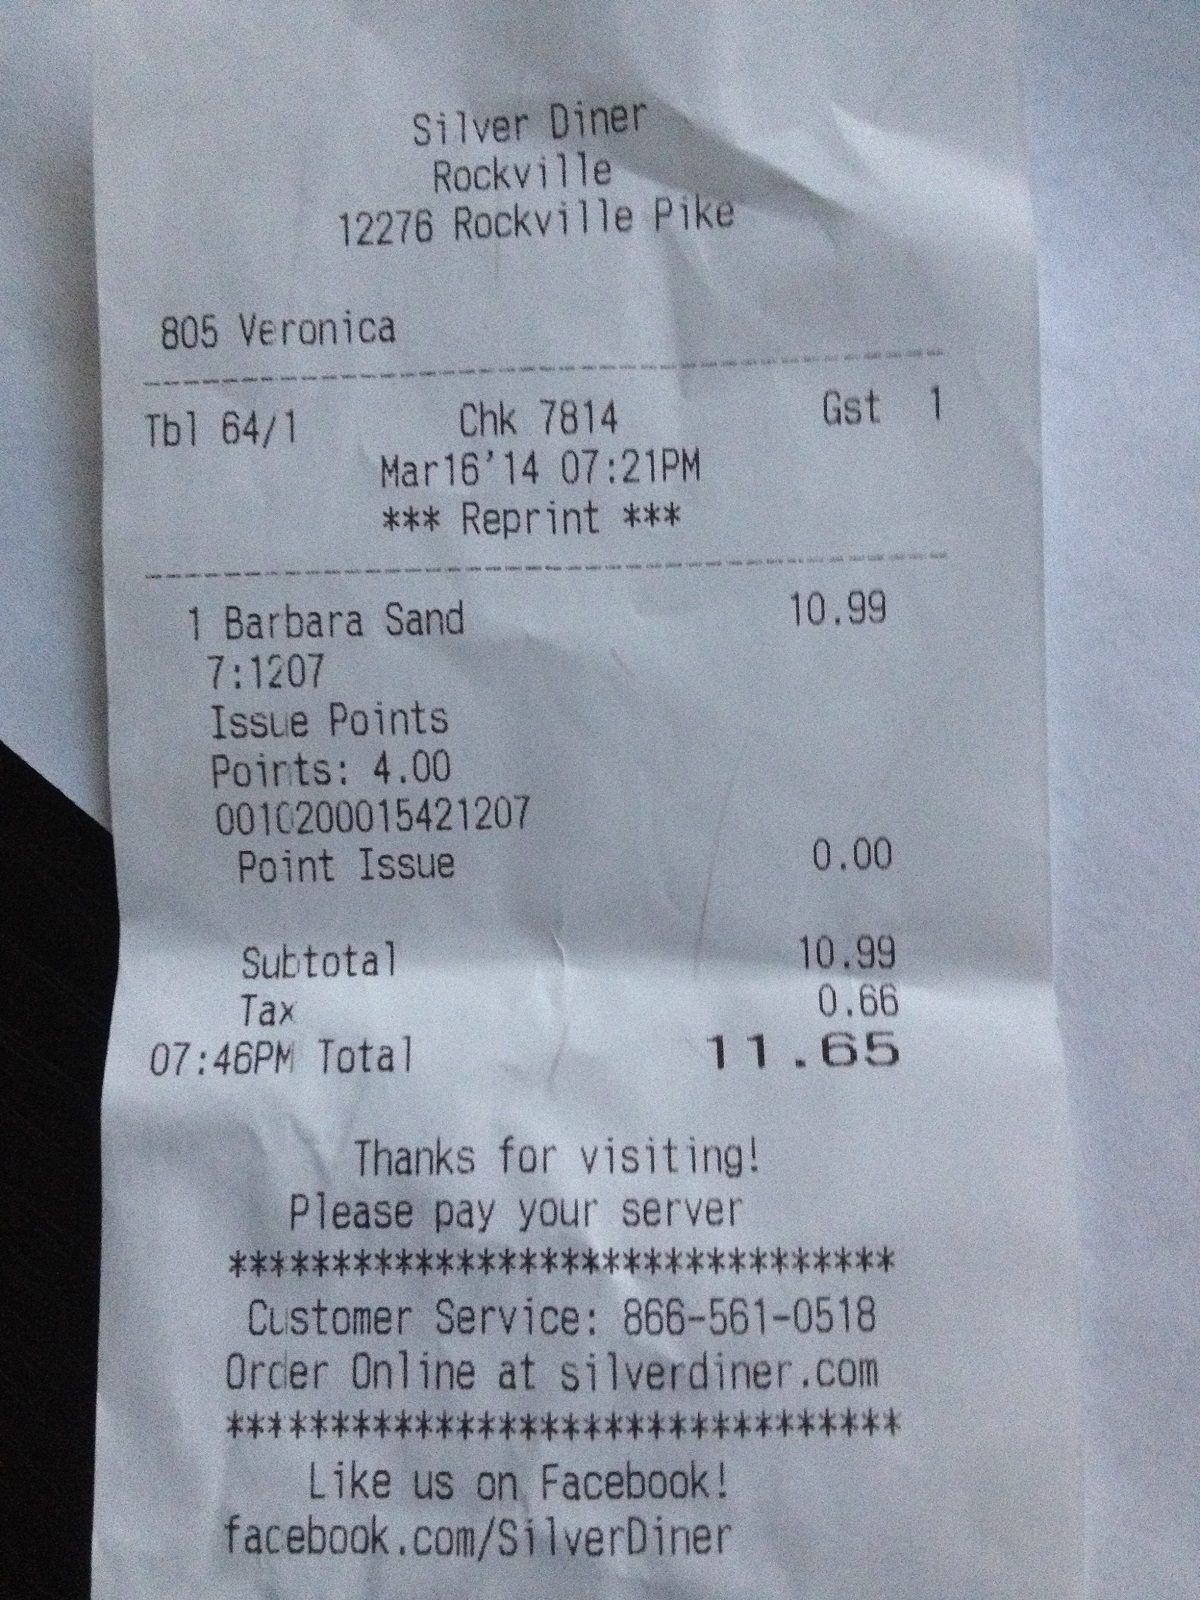 Silver Diner
Rockville
12276 Rockville Pike
805 Veronica
Tbl 64/1 Chk 7814 Gst 1
Mar16'14 07:21PM
*** Reprint ***
1 Barbara Sand 10.99
7:1207
Issue Points
Points: 4.00
0010200015421207
Point Issue 0.00
Subtotal 10.99
Tax 0.66
07:46PM Total 11.65
Thanks for visiting!
Please pay your server
********************************
Customer Service: 866-561-0518
Order Online at silverdiner.com
********************************
Like us on Facebook!
facebook.com/SilverDiner